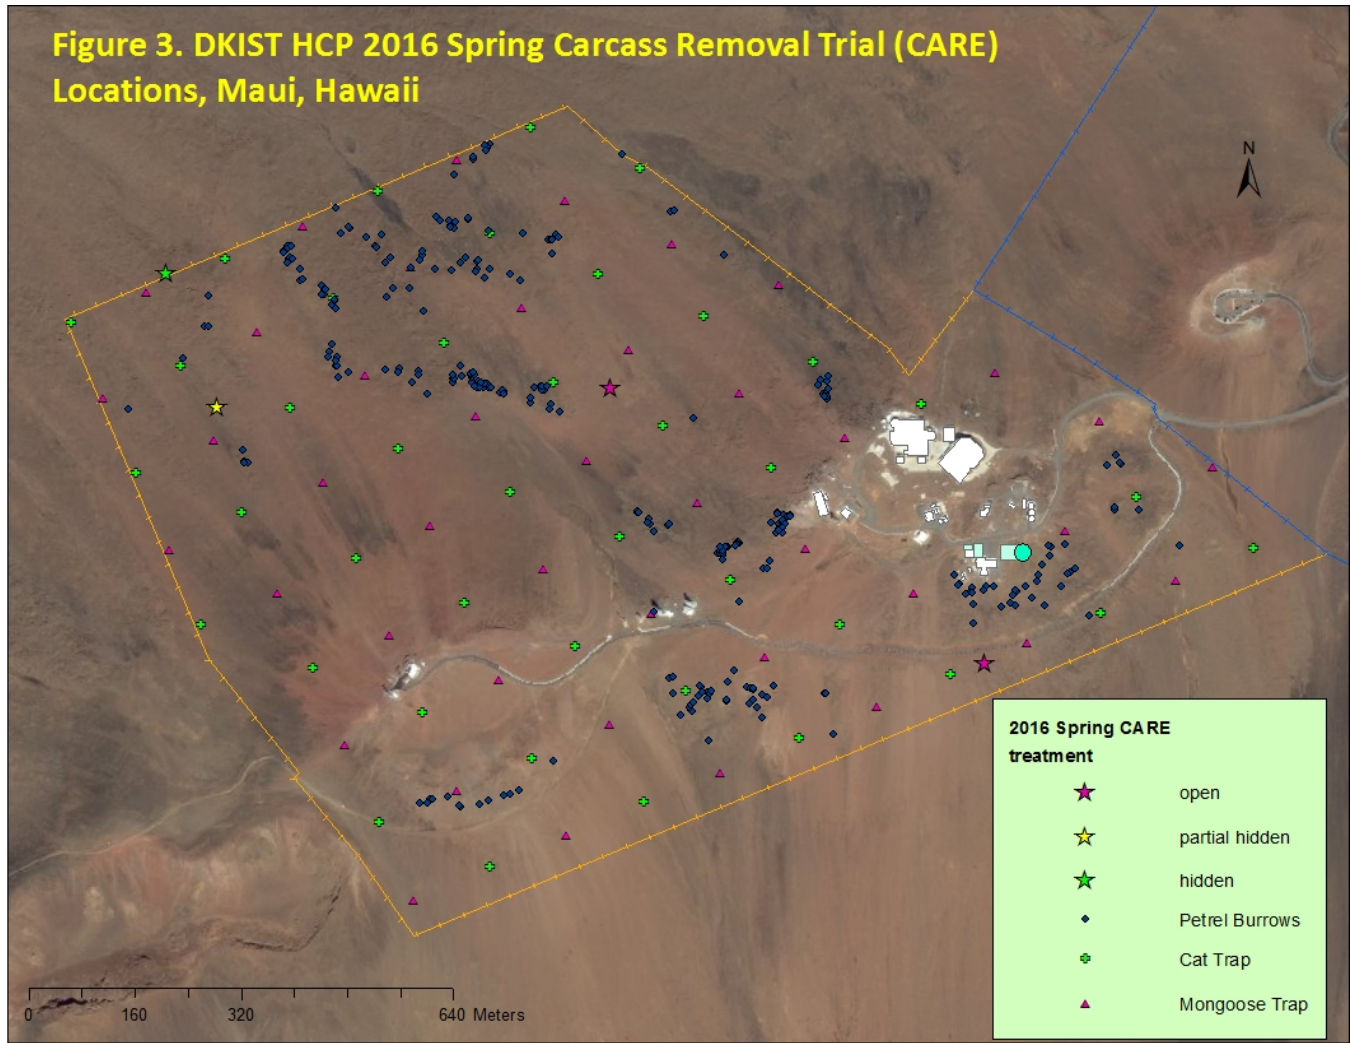 Figure 3. DKIST HCP 2016 Spring Carcass Removal Trial (CARE)
Locations, Maui, Hawaii
N
2016 Spring CARE
treatment
open
partial hidden
hidden
Petrel Burrows
Cat Trap
Mongoose Trap
0 160 320 640 Meters